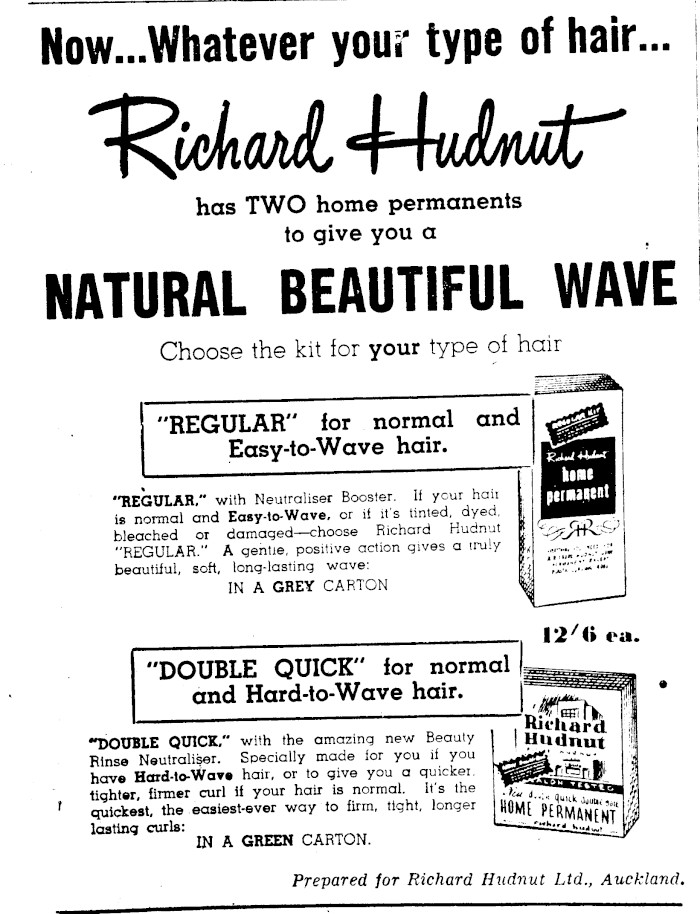 Now...Whatever your type of hair...
Richard Hudnut
has TWO home permanents
to give you a
NATURAL BEAUTIFUL WAVE
Choose the kit for your type of hair
"REGULAR" for normal and
Easy-to-Wave hair.
"REGULAR," with Neutraliser Booster. If your hair
is normal and Easy-to-Wave, or if it's tinted, dyed,
bleached or damaged—choose Richard Hudnut
"REGULAR." A gentle, positive action gives a truly
beautiful, soft, long-lasting wave:
IN A GREY CARTON
REGULAR KIT
Richard Hudnut
home
permanent
RH
12/6 ea.
"DOUBLE QUICK" for normal
and Hard-to-Wave hair.
"DOUBLE QUICK," with the amazing new Beauty
Rinse Neutraliser. Specially made for you if you
have Hard-to-Wave hair, or to give you a quicker,
tighter, firmer curl if your hair is normal. It's the
quickest, the easiest-ever way to firm, tight, longer
lasting curls:
IN A GREEN CARTON.
Richard
Hudnut
TESTED
HOME PERMANENT
richard hudnut
Prepared for Richard Hudnut Ltd., Auckland.